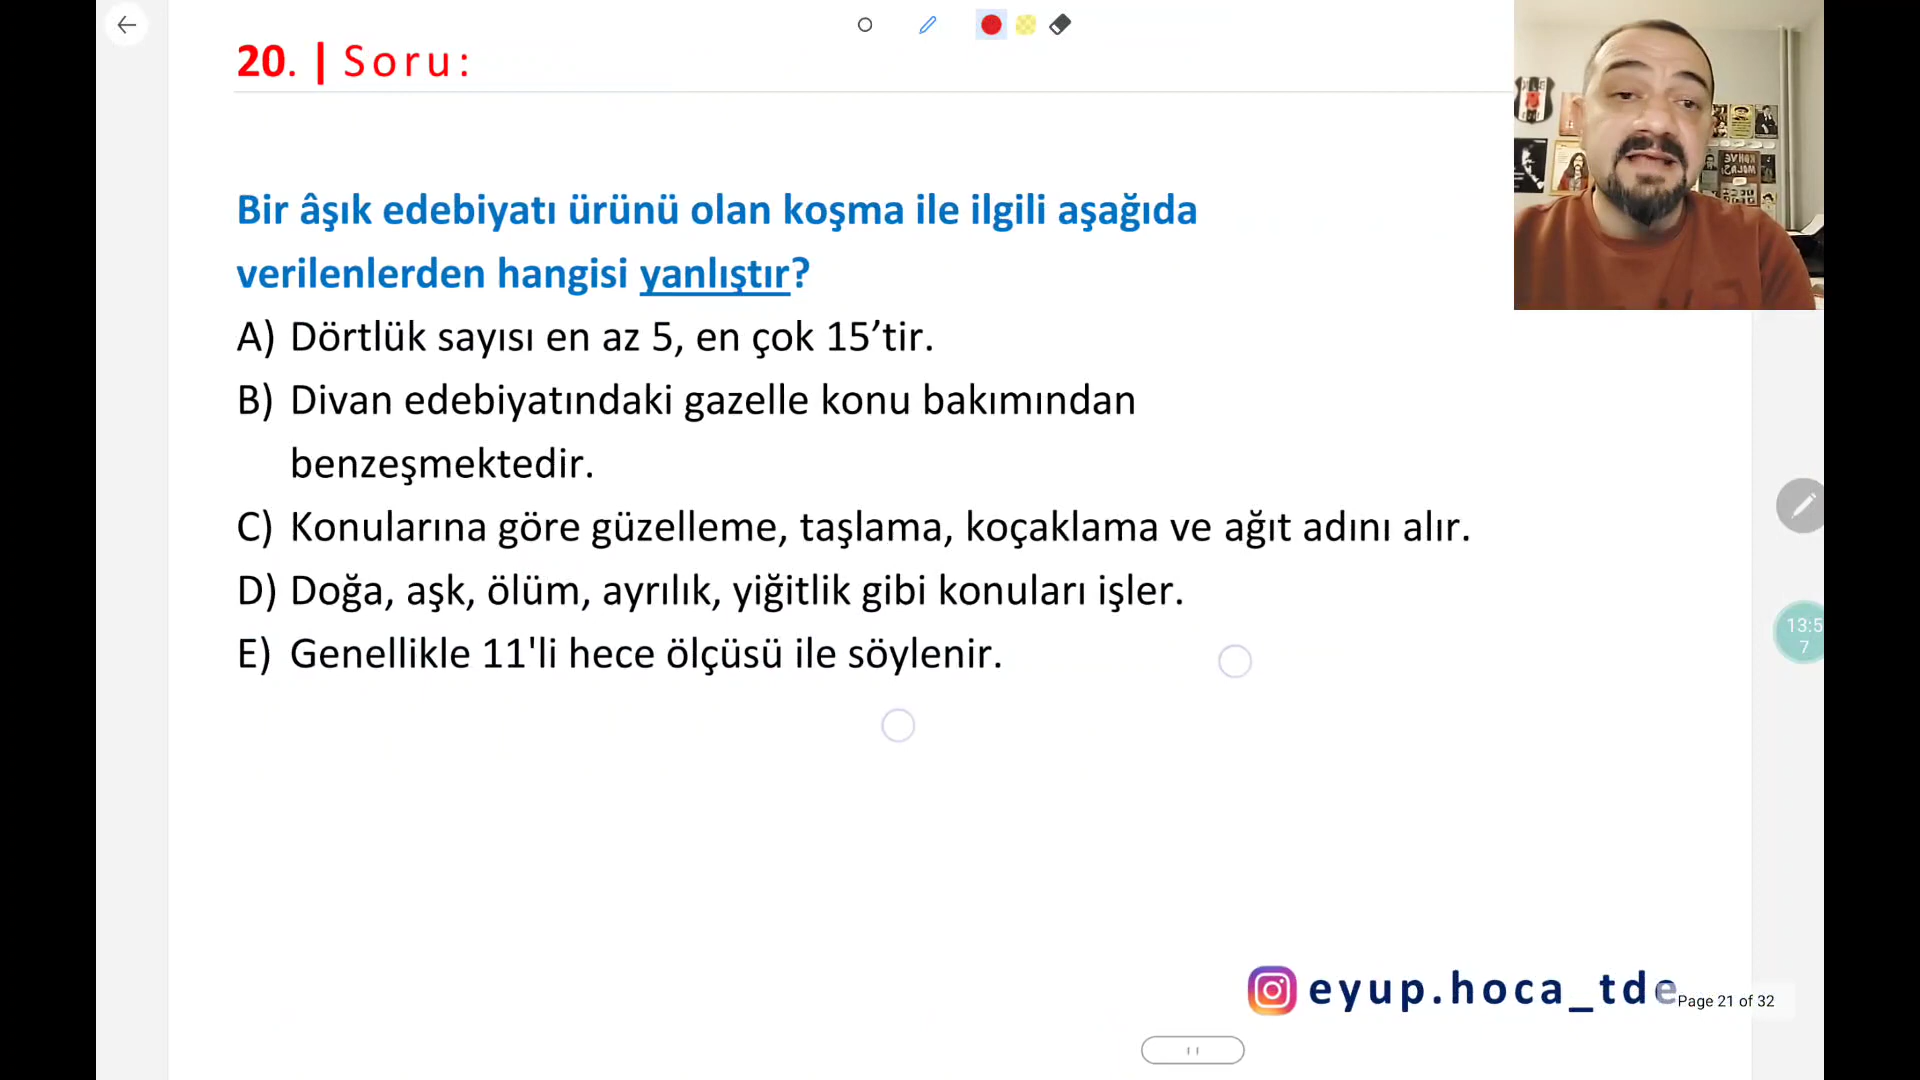 20. | Soru:
Bir âşık edebiyatı ürünü olan koşma ile ilgili aşağıda
verilenlerden hangisi yanlıştır?
A) Dörtlük sayısı en az 5, en çok 15’tir.
B) Divan edebiyatındaki gazelle konu bakımından
benzeşmektedir.
C) Konularına göre güzelleme, taşlama, koçaklama ve ağıt adını alır.
D) Doğa, aşk, ölüm, ayrılık, yiğitlik gibi konuları işler.
E) Genellikle 11'li hece ölçüsü ile söylenir.
13:5
7
eyup.hoca_tde
Page 21 of 32